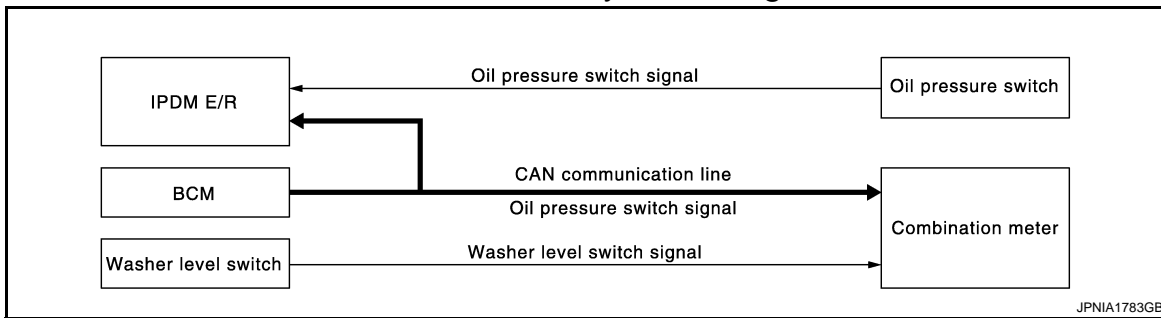 Oil pressure switch signal
IPDM E/R
Oil pressure switch
CAN communication line
BCM
Oil pressure switch signal
Combination meter
Washer level switch
Washer level switch signal
JPNIA1783GB